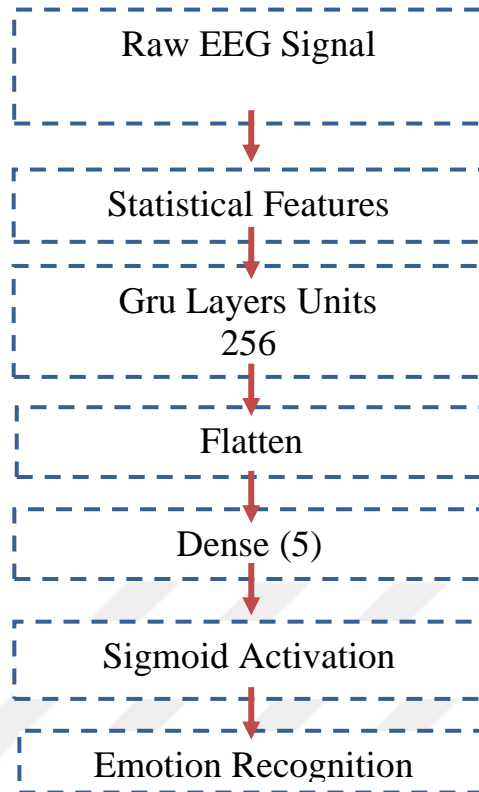 Raw EEG Signal
Statistical Features
Gru Layers Units
256
Flatten
Dense (5)
Sigmoid Activation
Emotion Recognition